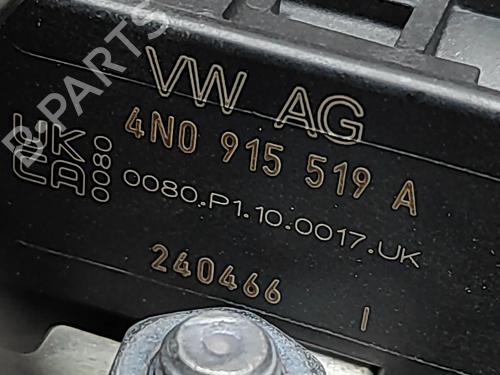 B-PARTS
VW AG
4N0 915 519 A
UK
CA
0080
0080.P1.10.0017.UK
240466 I